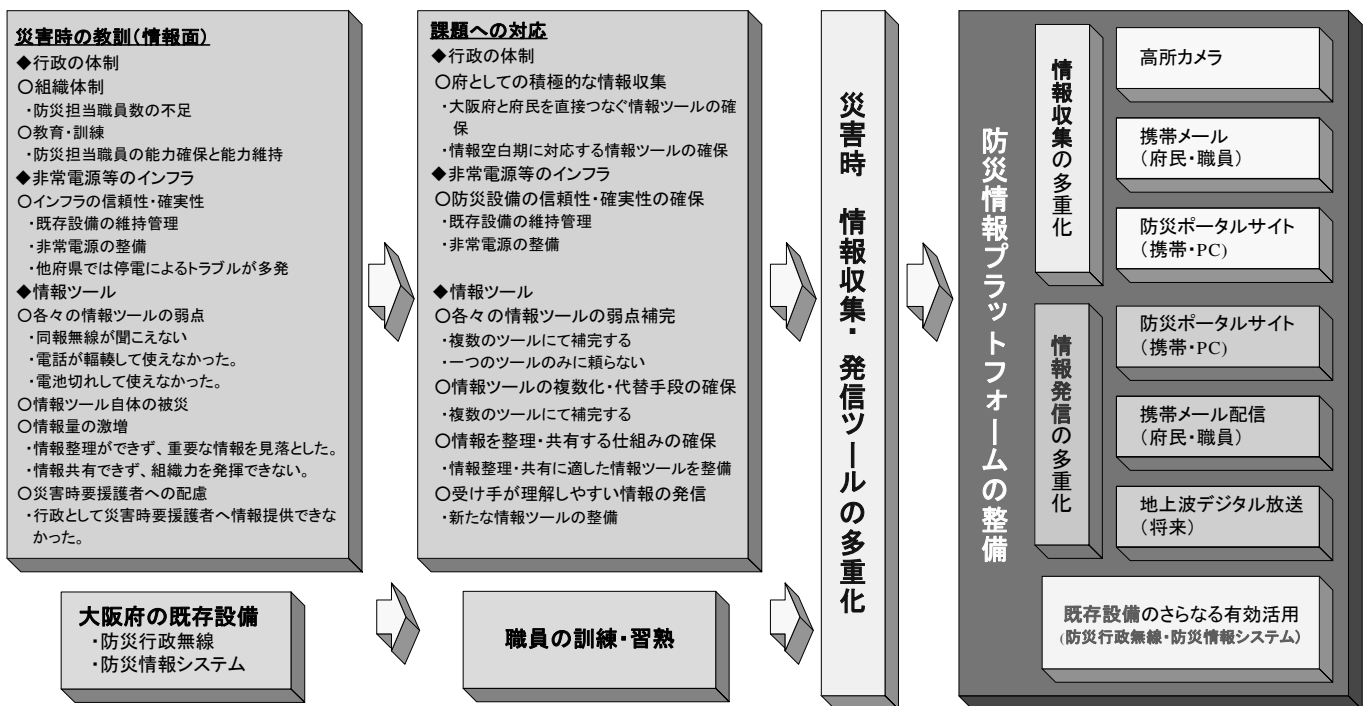 災害時の教訓（情報面）
◆行政の体制
○組織体制
・防災担当職員数の不足
○教育・訓練
・防災担当職員の能力確保と能力維持
◆非常電源等のインフラ
○インフラの信頼性・確実性
・既存設備の維持管理
・非常電源の整備
・他府県では停電によるトラブルが多発
◆情報ツール
○各々の情報ツールの弱点
・同報無線が聞こえない
・電話が輻輳して使えなかった。
・電池切れして使えなかった。
○情報ツール自体の被災
○情報量の激増
・情報整理ができず、重要な情報を見落とした。
・情報共有できず、組織力を発揮できない。
○災害時要援護者への配慮
・行政として災害時要援護者へ情報提供できな
かった。
大阪府の既存設備
・防災行政無線
・防災情報システム
課題への対応
◆行政の体制
○府としての積極的な情報収集
・大阪府と府民を直接つなぐ情報ツールの確
保
・情報空白期に対応する情報ツールの確保
◆非常電源等のインフラ
○防災設備の信頼性・確実性の確保
・既存設備の維持管理
・非常電源の整備
◆情報ツール
○各々の情報ツールの弱点補完
・複数のツールにて補完する
・一つのツールのみに頼らない
○情報ツールの複数化・代替手段の確保
・複数のツールにて補完する
○情報を整理・共有する仕組みの確保
・情報整理・共有に適した情報ツールを整備
○受け手が理解しやすい情報の発信
・新たな情報ツールの整備
職員の訓練・習熟
災害時　情報収集・発信ツールの多重化
防災情報プラットフォームの整備
情報収集の多重化
高所カメラ
携帯メール
（府民・職員）
防災ポータルサイト
（携帯・PC）
情報発信の多重化
防災ポータルサイト
（携帯・PC）
携帯メール配信
（府民・職員）
地上波デジタル放送
（将来）
既存設備のさらなる有効活用
（防災行政無線・防災情報システム）